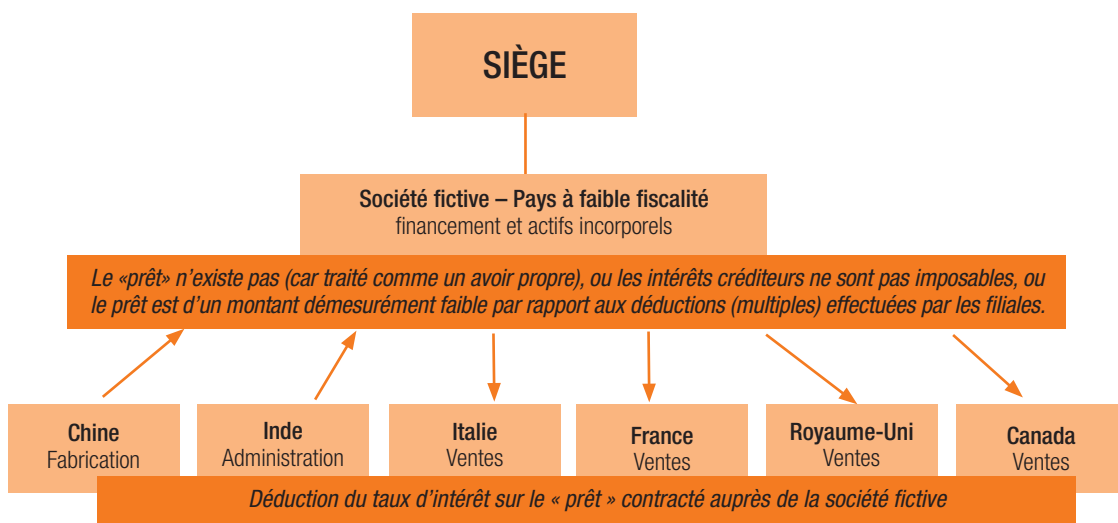 SIÈGE
Société fictive – Pays à faible fiscalité
financement et actifs incorporels
Le «prêt» n’existe pas (car traité comme un avoir propre), ou les intérêts créditeurs ne sont pas imposables, ou
le prêt est d’un montant démesurément faible par rapport aux déductions (multiples) effectuées par les filiales.
Chine
Fabrication
Inde
Administration
Italie
Ventes
France
Ventes
Royaume-Uni
Ventes
Canada
Ventes
Déduction du taux d’intérêt sur le « prêt » contracté auprès de la société fictive